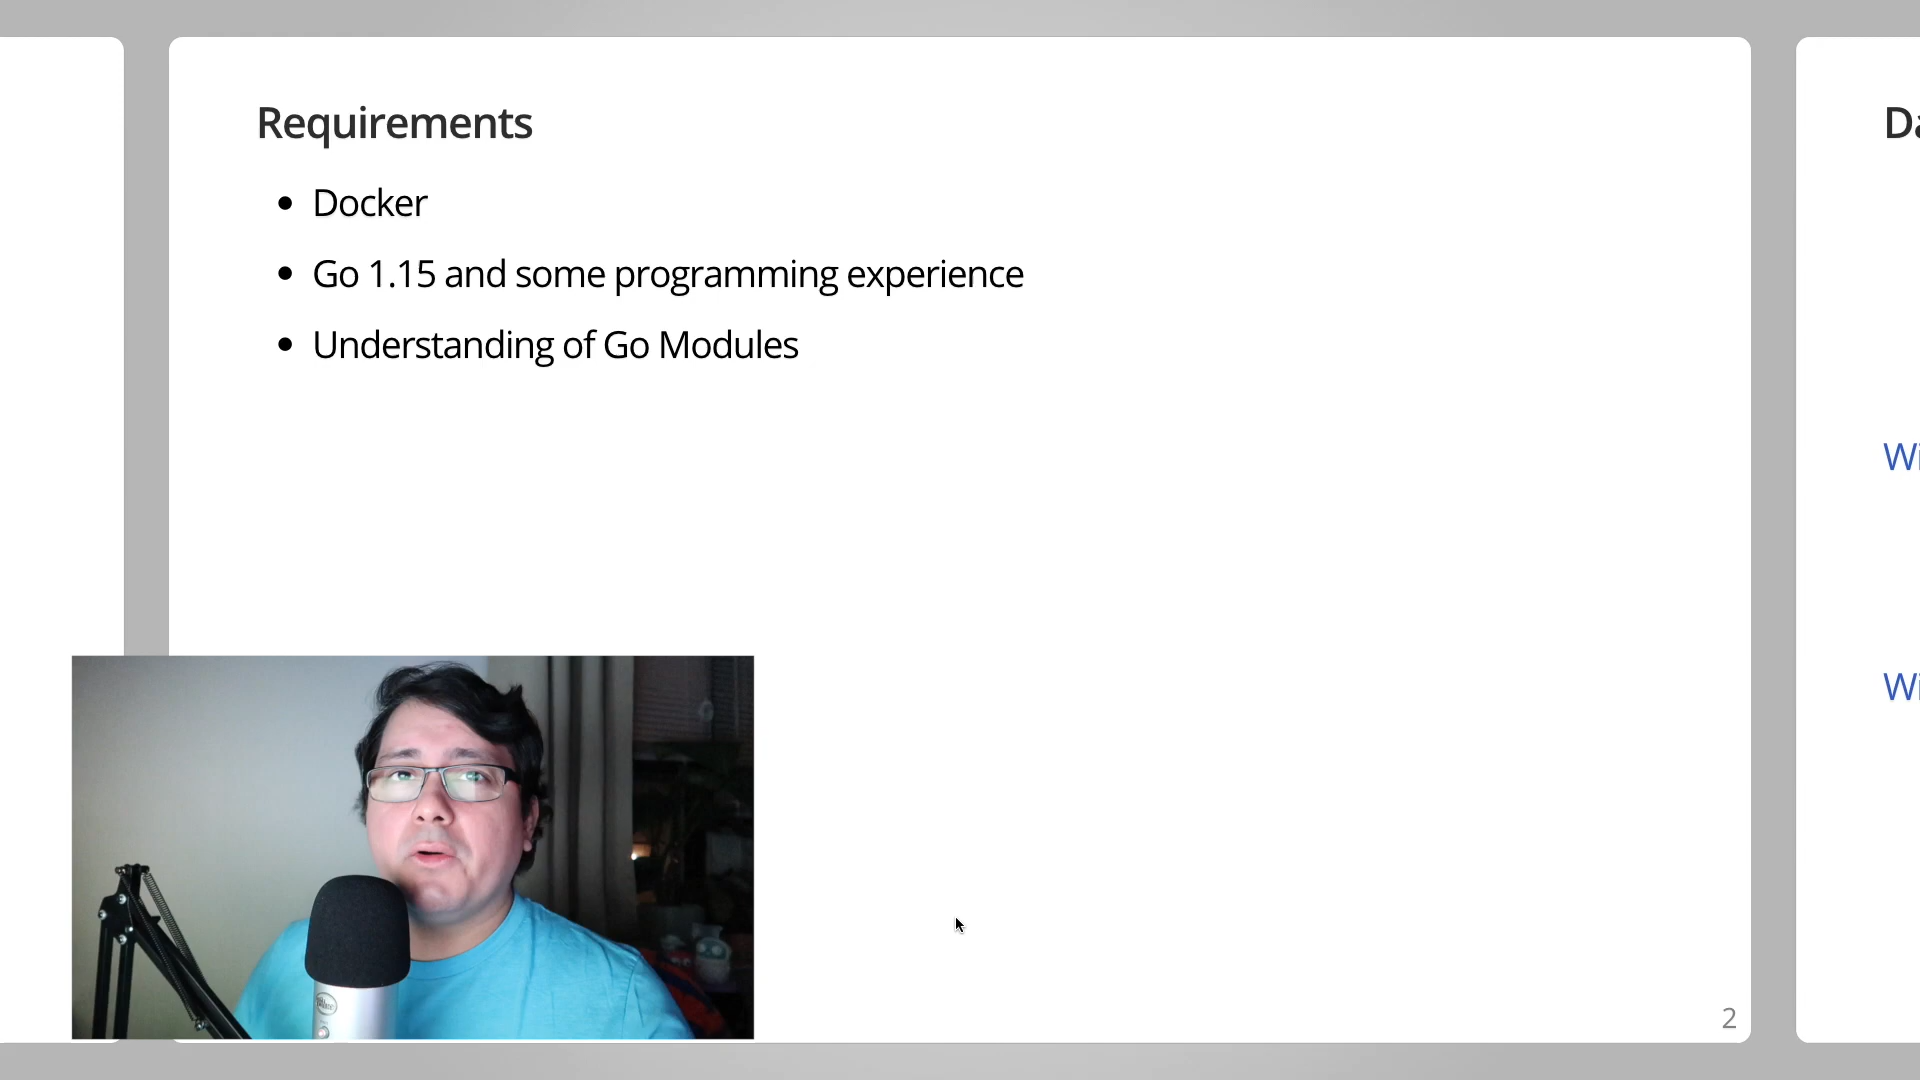 Requirements
Docker
Go 1.15 and some programming experience
Understanding of Go Modules
2